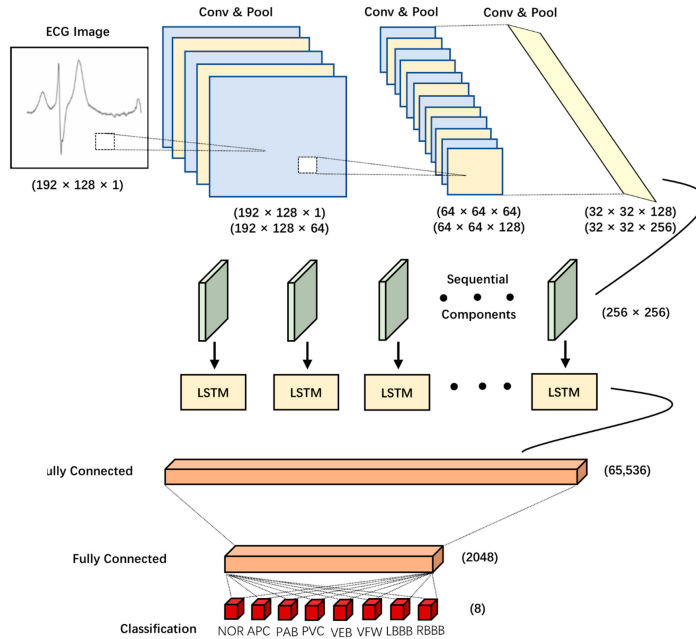 Conv & Pool
Conv & Pool
Conv & Pool
ECG Image
(192 × 128 × 1)
(192 × 128 × 1)
(192 × 128 × 64)
(64 × 64 × 64)
(64 × 64 × 128)
(32 × 32 × 128)
(32 × 32 × 256)
Sequential
Components
(256 × 256)
LSTM
LSTM
LSTM
LSTM
ully Connected
(65,536)
Fully Connected
(2048)
(8)
Classification
NOR APC PAB PVC VEB VFW LBBB RBBB